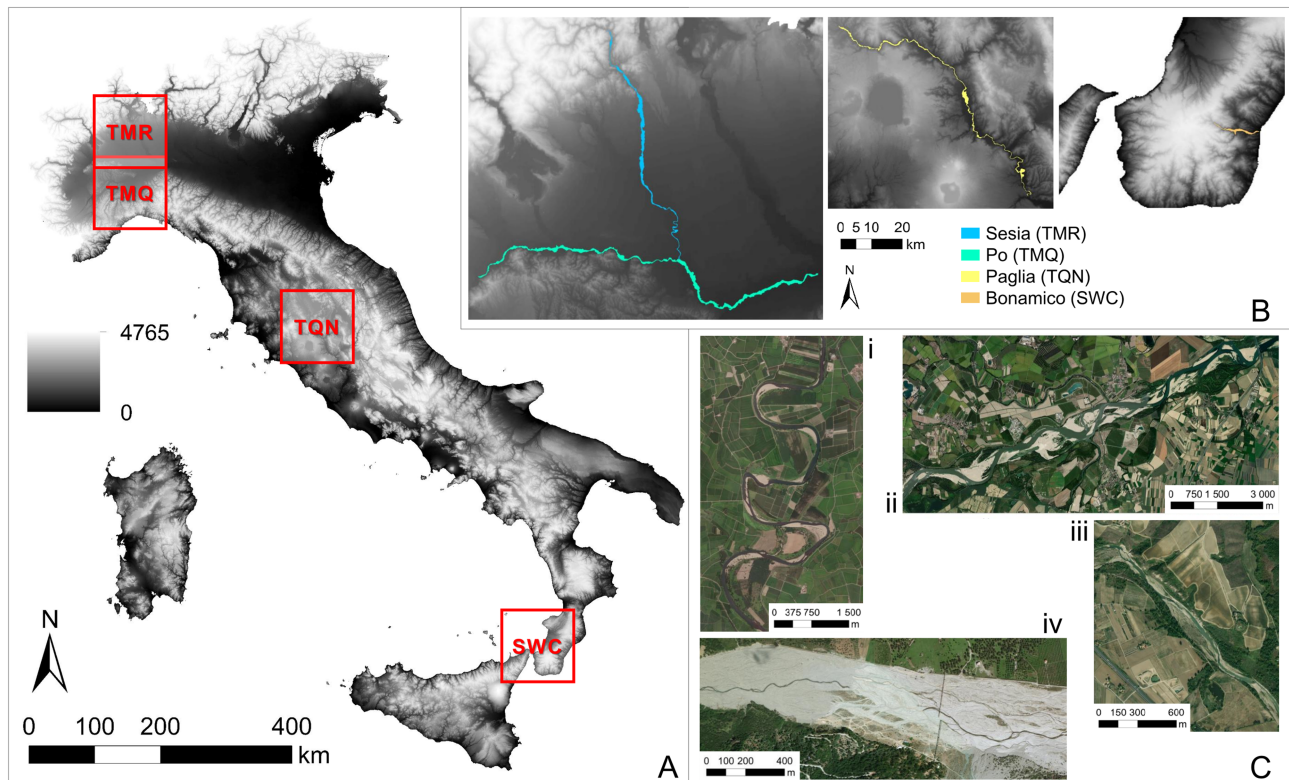 TMR
TMQ
TQN
SWC
4765
0
N
0 100 200 400
km
A
0 5 10 20
km
N
Sesia (TMR)
Po (TMQ)
Paglia (TQN)
Bonamico (SWC)
B
i
0 375 750 1 500
m
ii
0 750 1 500 3 000
m
iii
0 150 300 600
m
iv
0 100 200 400
m
C